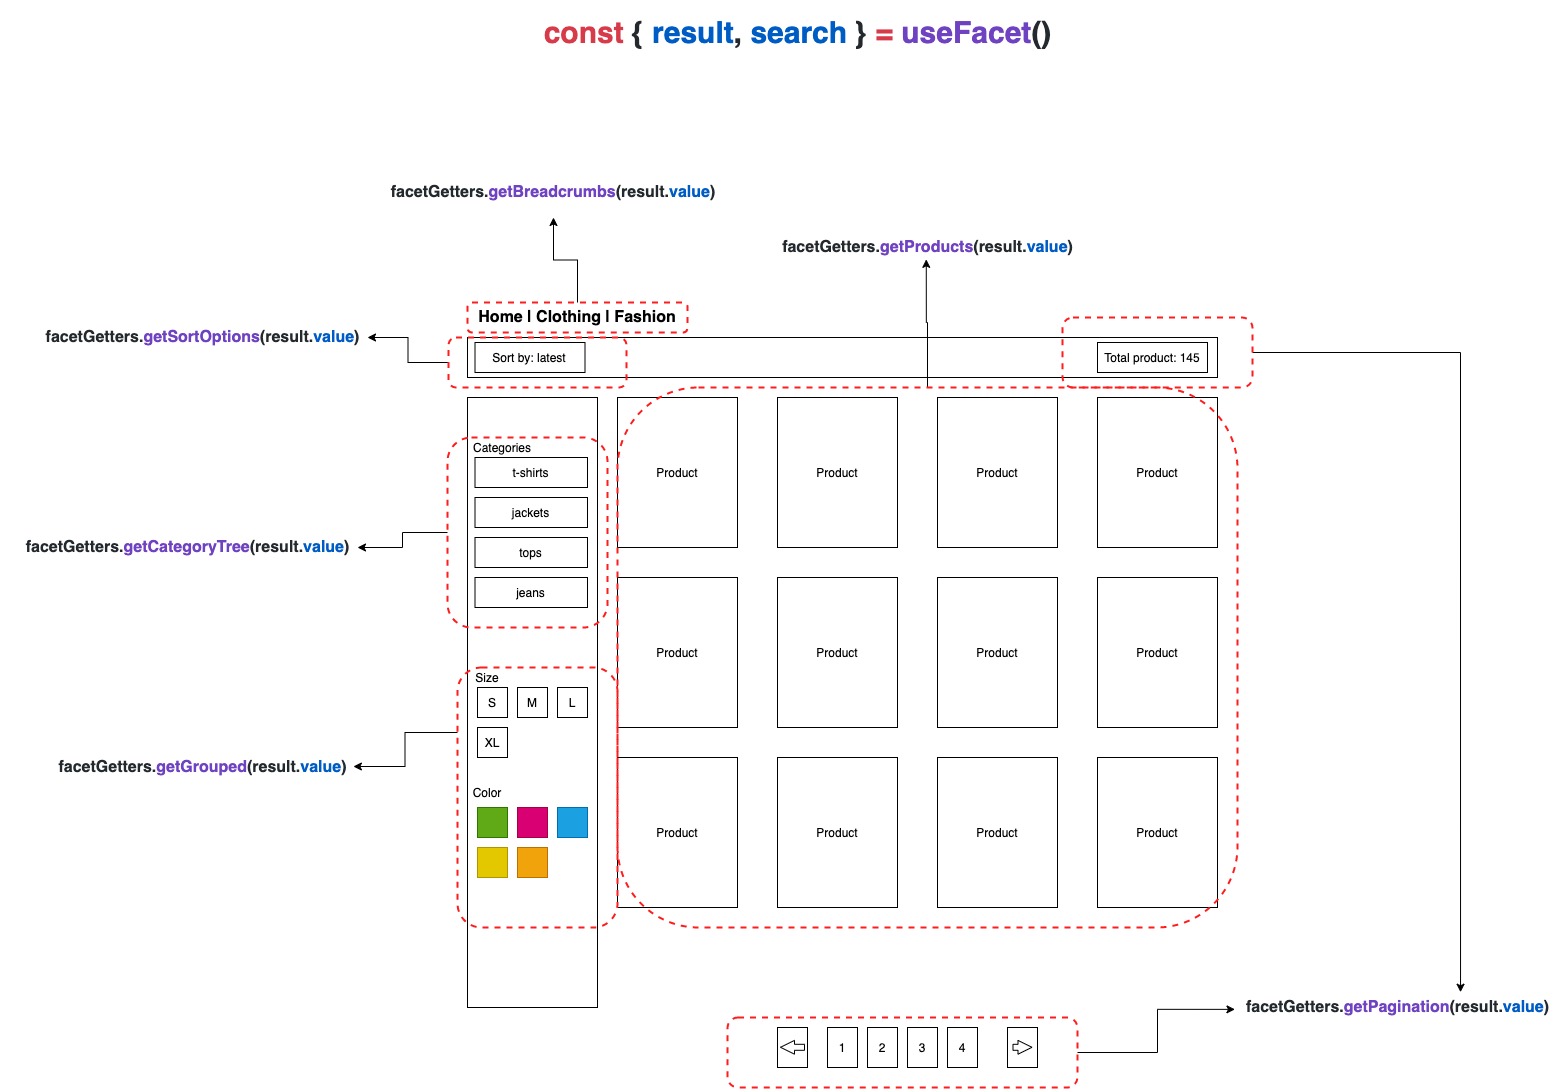 const { result, search } = useFacet()
facetGetters.getBreadcrumbs(result.value)
facetGetters.getProducts(result.value)
Home | Clothing | Fashion
facetGetters.getSortOptions(result.value)
Sort by: latest
Total product: 145
Categories
t-shirts
jackets
tops
jeans
facetGetters.getCategoryTree(result.value)
Size
S M L
XL
facetGetters.getGrouped(result.value)
Color
Product Product Product Product
Product Product Product Product
Product Product Product Product
facetGetters.getPagination(result.value)
1 2 3 4